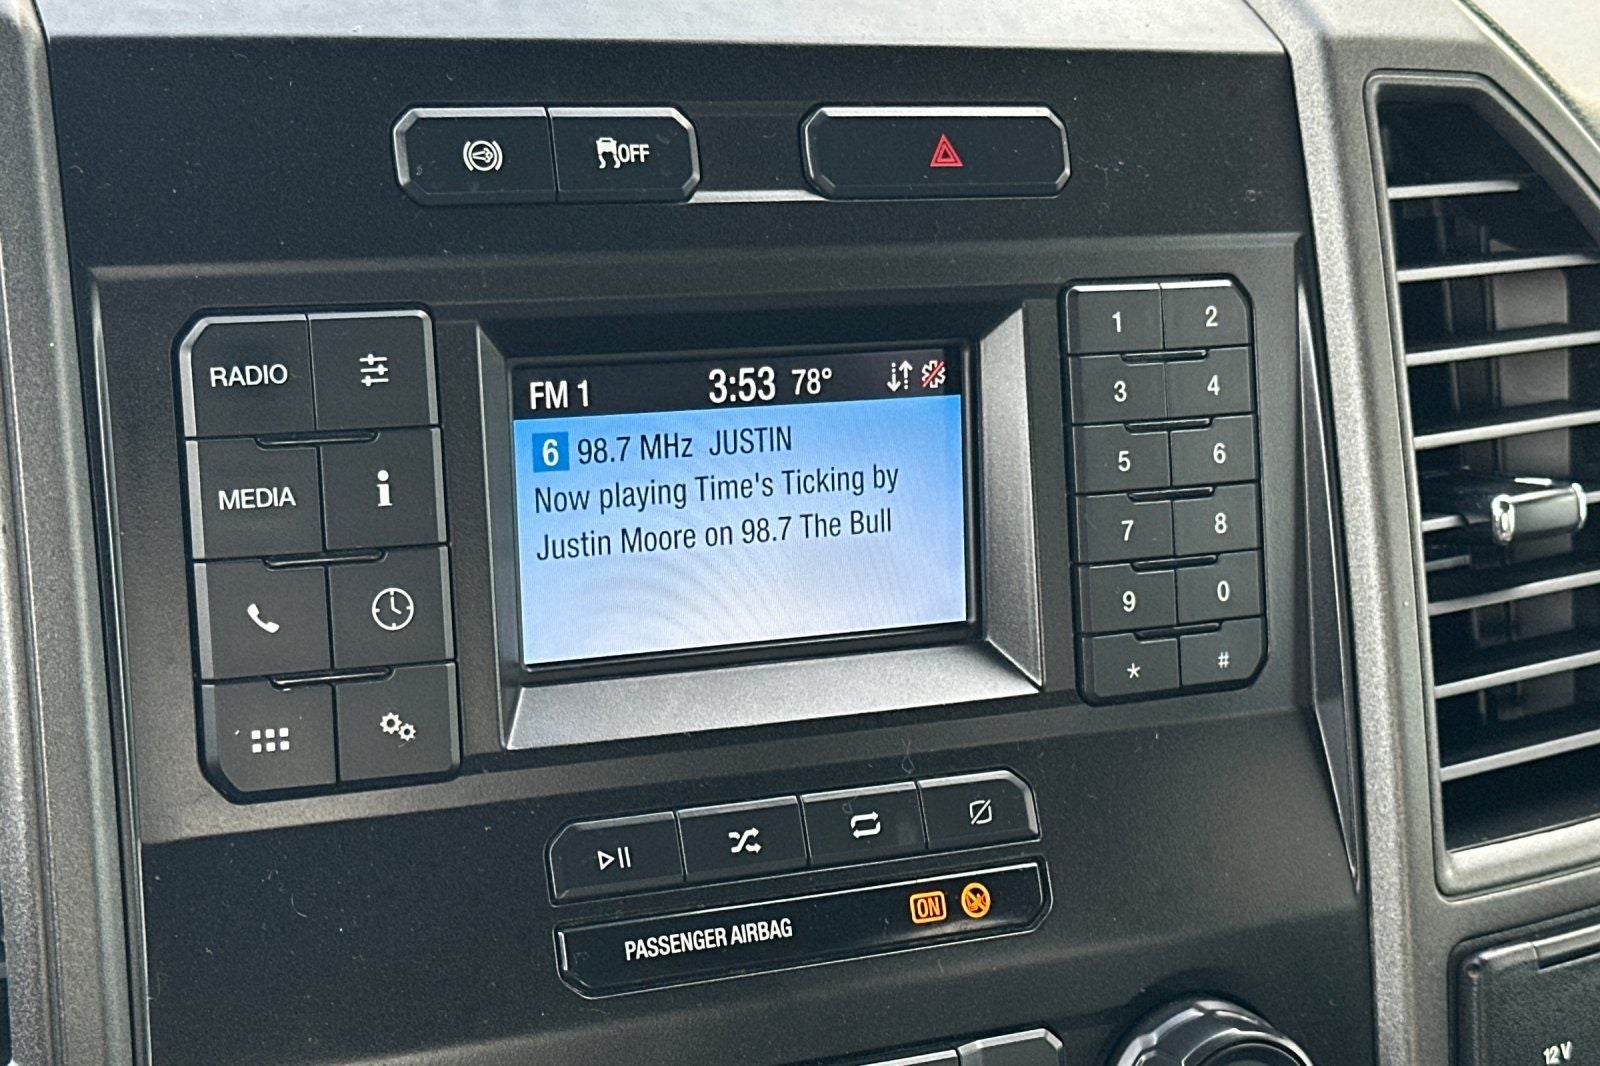 OFF
RADIO
MEDIA
FM 1 3:53 78°
6 98.7 MHz JUSTIN
Now playing Time's Ticking by
Justin Moore on 98.7 The Bull
1 2
3 4
5 6
7 8
9 0
* #
PASSENGER AIRBAG ON
12V